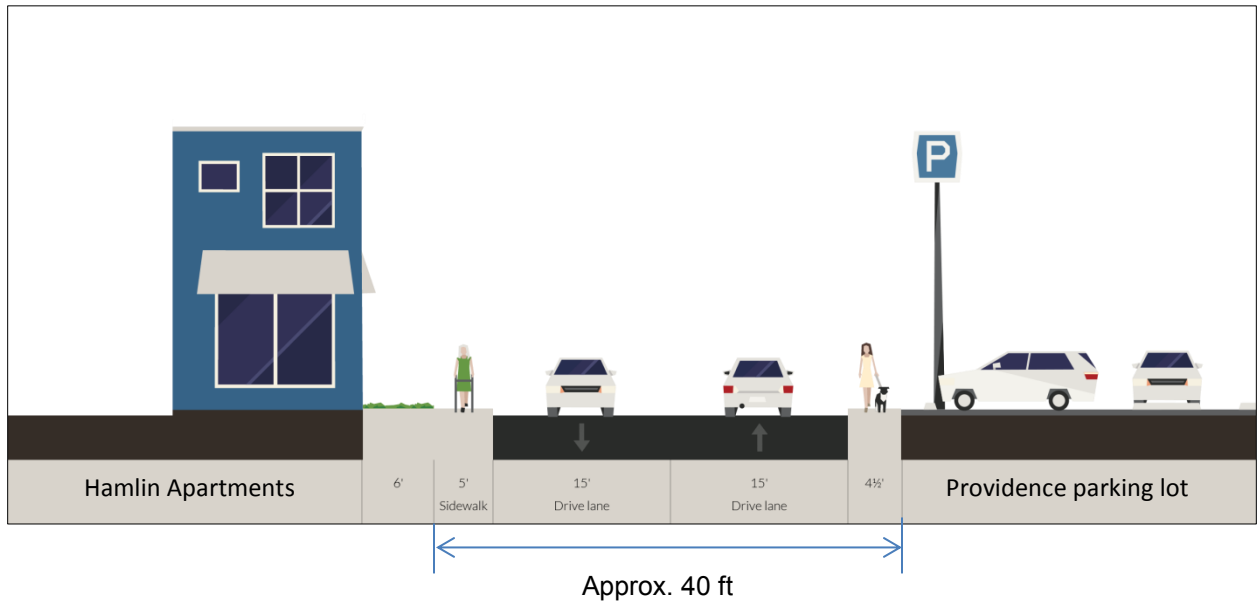 P
Hamlin Apartments
6'
5'
Sidewalk
15'
Drive lane
15'
Drive lane
4½'
Providence parking lot
Approx. 40 ft